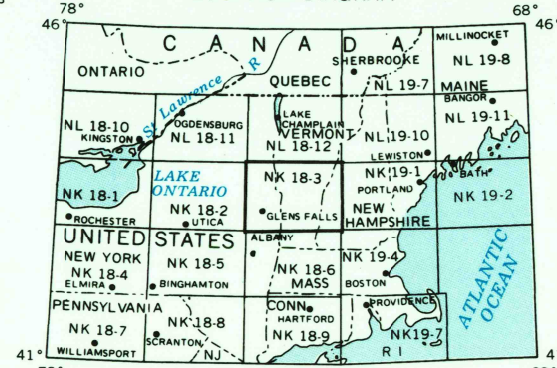 78°
68°
46°
46°
C A N A D A
MILLINOCKET
NL 19-8
ONTARIO
St. Lawrence R
QUEBEC
SHERBROOKE
NL 19-7
MAINE
BANGOR
NL 19-11
NL 18-10
KINGSTON
OGDENSBURG
NL 18-11
LAKE
CHAMPLAIN
VERMONT
NL 18-12
NL 19-10
LEWISTON
NK 18-1
LAKE
ONTARIO
NK 18-3
NK 19-1
PORTLAND
BATH
NK 19-2
ROCHESTER
NK 18-2
UTICA
GLENS FALLS
NEW
HAMPSHIRE
UNITED STATES
ALBANY
NEW YORK
NK 18-4
ELMIRA
NK 18-5
BINGHAMTON
NK 18-6
MASS
NK 19-4
BOSTON
ATLANTIC
OCEAN
PENNSYLVANIA
NK 18-7
WILLIAMSPORT
NK 18-8
SCRANTON
NJ
CONN
HARTFORD
NK 18-9
PROVIDENCE
NK 19-7
R I
41°
41°